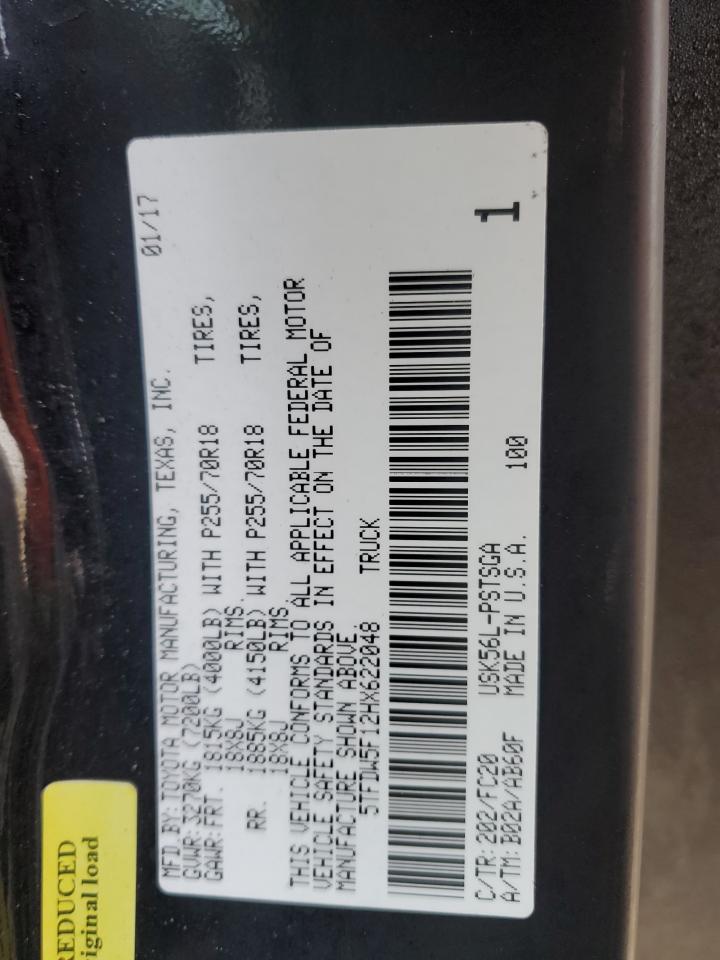 MFD BY: TOYOTA MOTOR MANUFACTURING, TEXAS, INC. 01/17
GVWR: 3270KG (7200LB)
GAWR: FRT. 1815KG (4000LB) WITH P255/70R18 TIRES,
18X8J RIMS.
RR. 1885KG (4150LB) WITH P255/70R18 TIRES,
18X8J RIMS
THIS VEHICLE CONFORMS TO ALL APPLICABLE FEDERAL MOTOR
VEHICLE SAFETY STANDARDS IN EFFECT ON THE DATE OF
MANUFACTURE SHOWN ABOVE.
5TFDW5F12HX622048 TRUCK
C/TR: 202/FC20 USK56L-PSTSGA 100 1
A/TM: B02A/AB60F MADE IN U.S.A.
REDUCED
riginal load